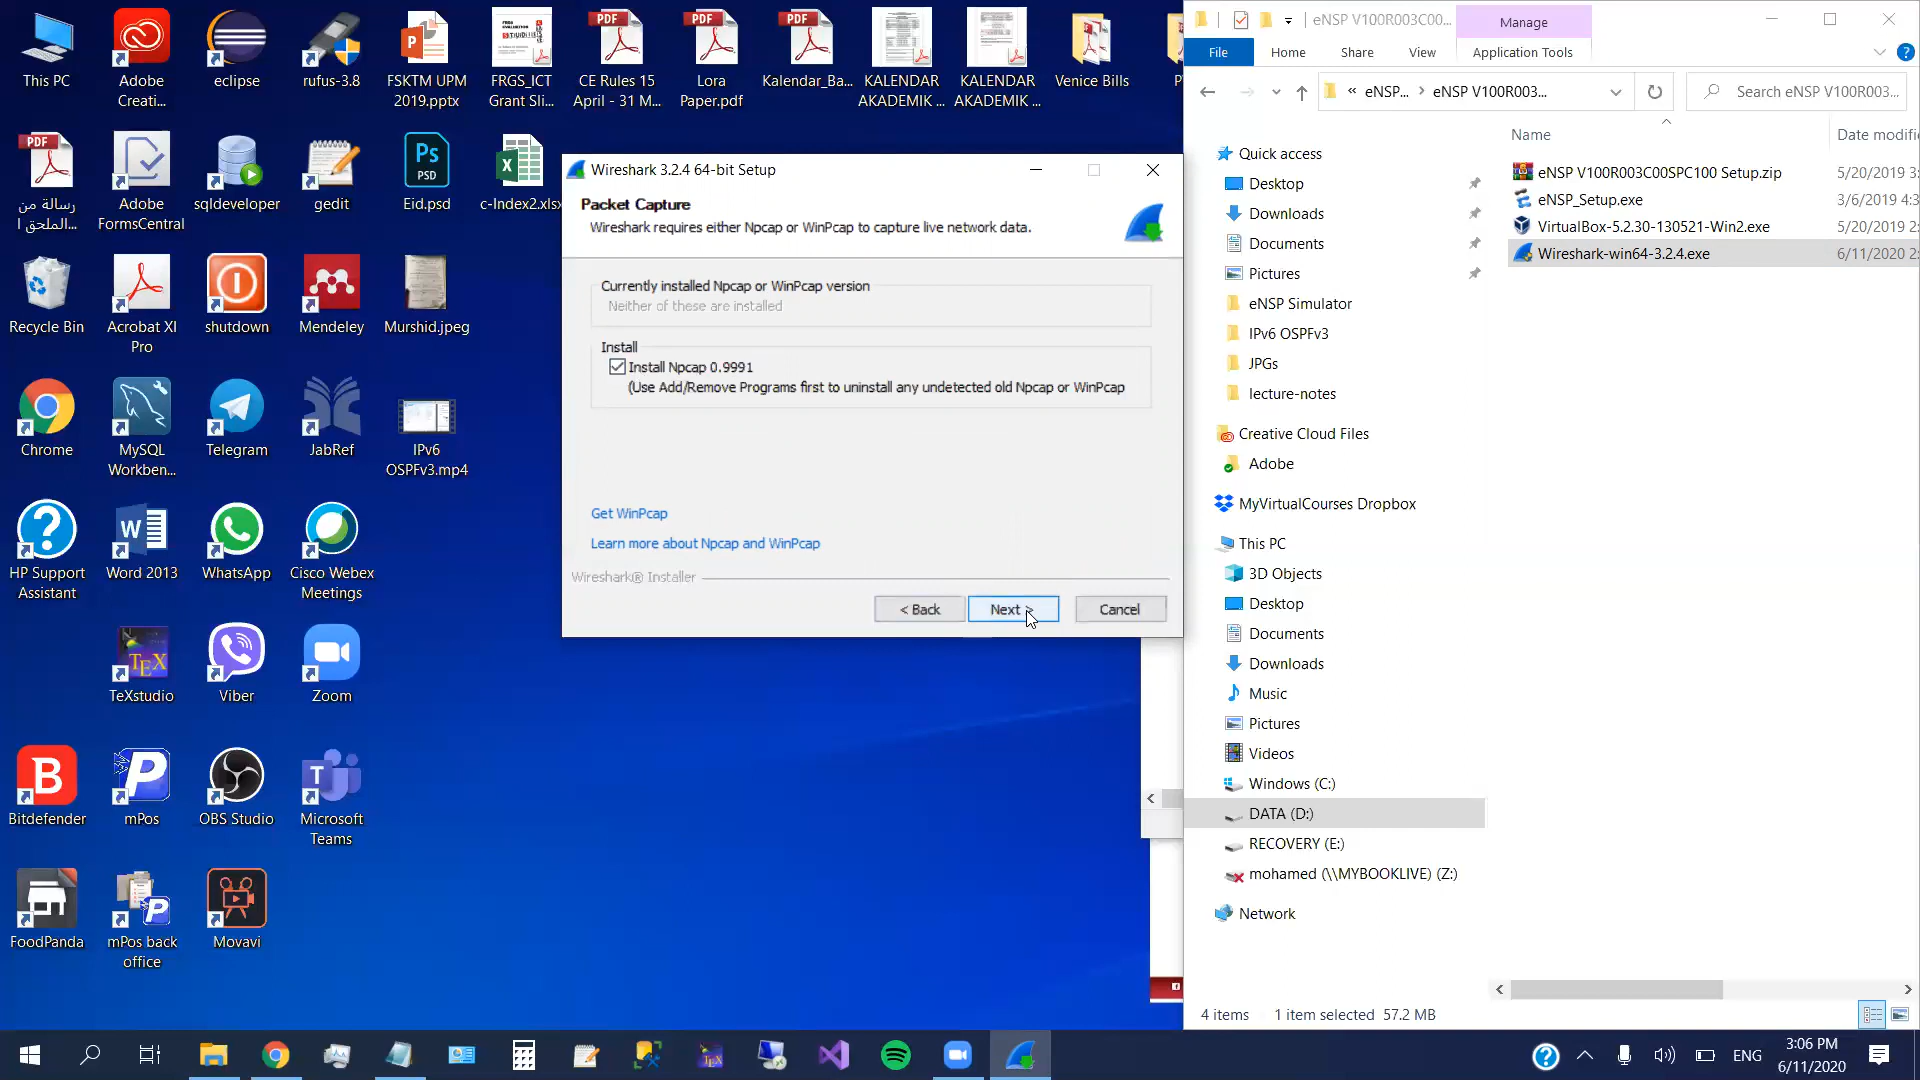 This PC
Adobe
Creati...
eclipse
rufus-3.8
FSKTM UPM
2019.pptx
FRGS_ICT
Grant Sli...
CE Rules 15
April - 31 M...
Lora
Paper.pdf
Kalendar_Ba...
KALENDAR
AKADEMIK ...
KALENDAR
AKADEMIK ...
Venice Bills
رسالة من
الملحق ا...
Adobe
FormsCentral
sqldeveloper
gedit
Eid.psd
c-Index2.xlsx
Recycle Bin
Acrobat XI
Pro
shutdown
Mendeley
Murshid.jpeg
Chrome
MySQL
Workben...
Telegram
JabRef
IPv6
OSPFv3.mp4
HP Support
Assistant
Word 2013
WhatsApp
Cisco Webex
Meetings
TeXstudio
Viber
Zoom
Bitdefender
mPos
OBS Studio
Microsoft
Teams
FoodPanda
mPos back
office
Movavi
Wireshark 3.2.4 64-bit Setup
Packet Capture
Wireshark requires either Npcap or WinPcap to capture live network data.
Currently installed Npcap or WinPcap version
Neither of these are installed
Install
Install Npcap 0.9991
(Use Add/Remove Programs first to uninstall any undetected old Npcap or WinPcap
Get WinPcap
Learn more about Npcap and WinPcap
Wireshark® Installer
< Back
Next >
Cancel
eNSP V100R003C00...
Manage
File
Home
Share
View
Application Tools
« eNSP... › eNSP V100R003...
Search eNSP V100R003...
Name
Date modifi
Quick access
Desktop
Downloads
Documents
Pictures
eNSP Simulator
IPv6 OSPFv3
JPGs
lecture-notes
Creative Cloud Files
Adobe
MyVirtualCourses Dropbox
This PC
3D Objects
Desktop
Documents
Downloads
Music
Pictures
Videos
Windows (C:)
DATA (D:)
RECOVERY (E:)
mohamed (\\MYBOOKLIVE) (Z:)
Network
eNSP V100R003C00SPC100 Setup.zip
5/20/2019 3:
eNSP_Setup.exe
3/6/2019 4:3
VirtualBox-5.2.30-130521-Win2.exe
5/20/2019 2:
Wireshark-win64-3.2.4.exe
6/11/2020 2:
4 items
1 item selected 57.2 MB
ENG
3:06 PM
6/11/2020